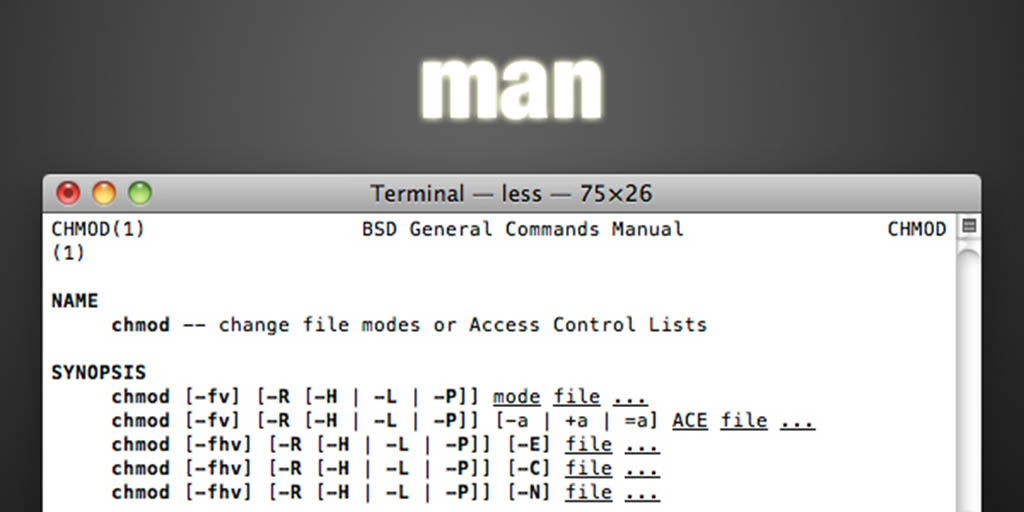 man
Terminal — less — 75×26
CHMOD(1) BSD General Commands Manual CHMOD
(1)
NAME
chmod -- change file modes or Access Control Lists
SYNOPSIS
chmod [-fv] [-R [-H | -L | -P]] mode file ...
chmod [-fv] [-R [-H | -L | -P]] [-a | +a | =a] ACE file ...
chmod [-fhv] [-R [-H | -L | -P]] [-E] file ...
chmod [-fhv] [-R [-H | -L | -P]] [-C] file ...
chmod [-fhv] [-R [-H | -L | -P]] [-N] file ...